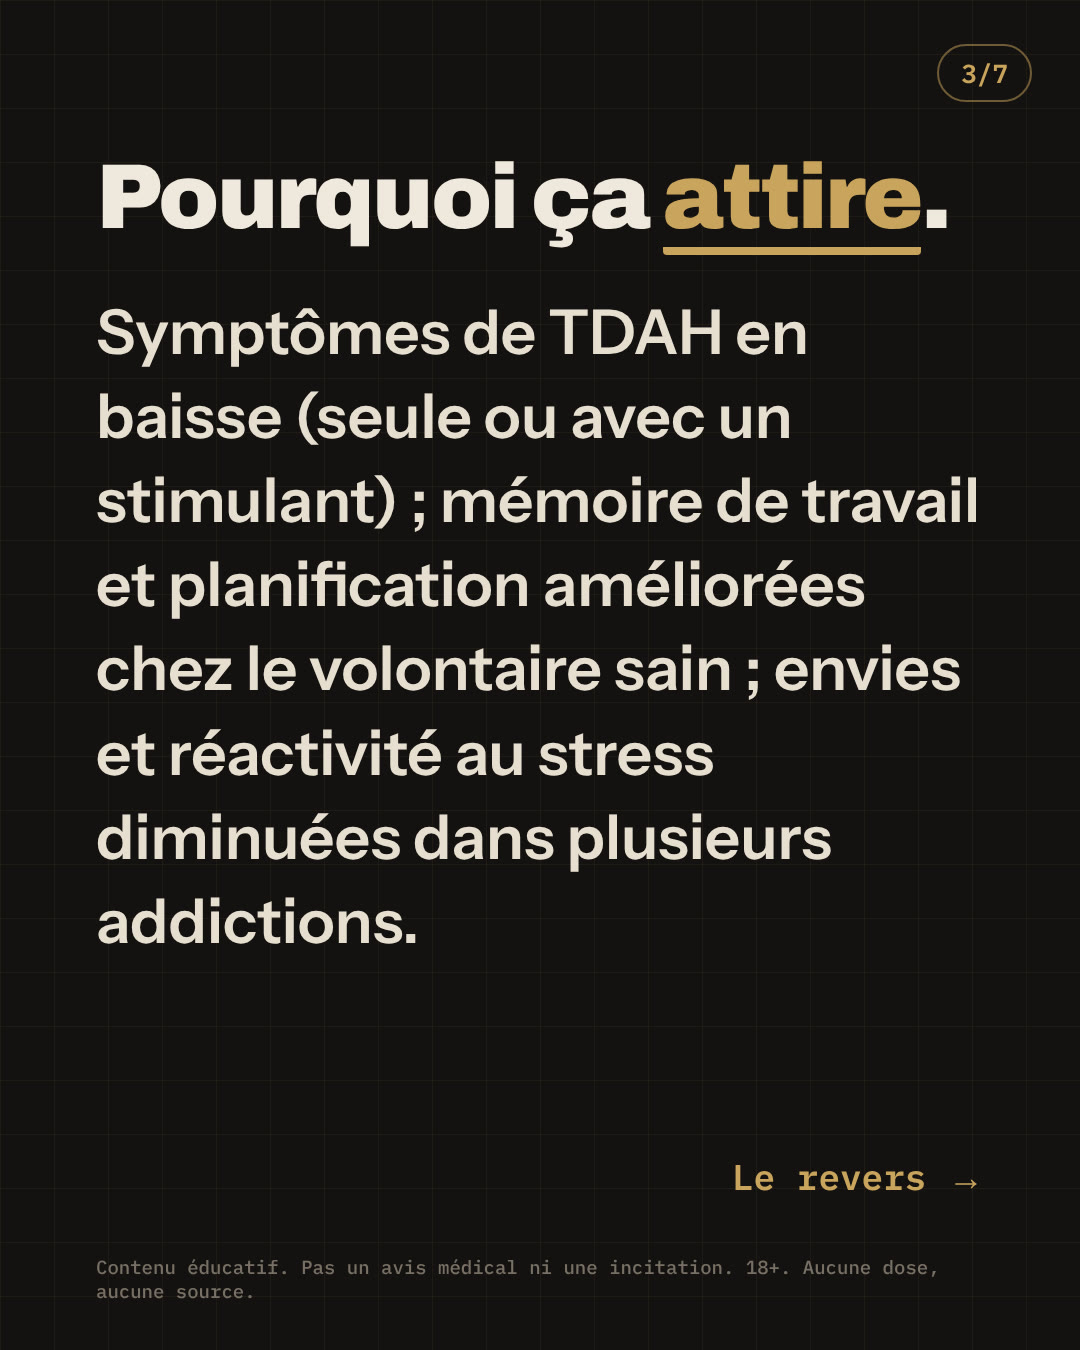 3/7
Pourquoi ça attire.
Symptômes de TDAH en
baisse (seule ou avec un
stimulant) ; mémoire de travail
et planification améliorées
chez le volontaire sain ; envies
et réactivité au stress
diminuées dans plusieurs
addictions.
Le revers →
Contenu éducatif. Pas un avis médical ni une incitation. 18+. Aucune dose,
aucune source.